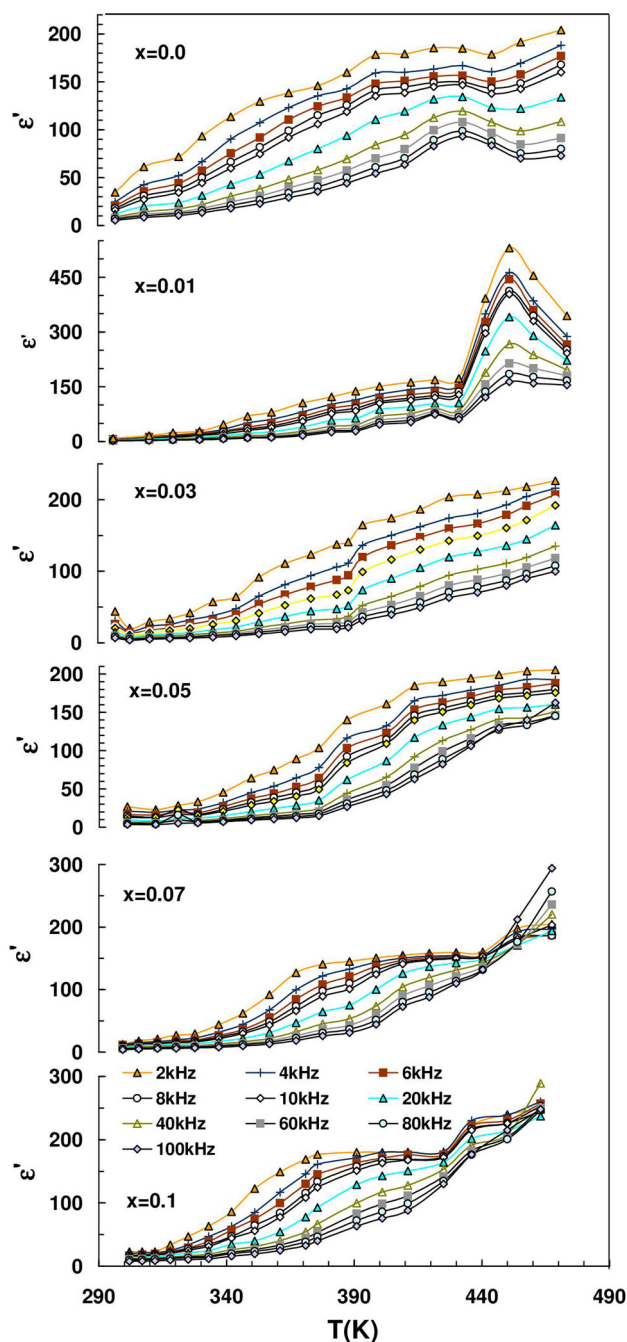 200
x=0.0
150
ε'
100
50
0
450
x=0.01
ε'
300
150
0
x=0.03
200
ε'
100
0
200
x=0.05
150
ε'
100
50
0
300
x=0.07
ε'
200
100
0
2kHz 4kHz 6kHz
8kHz 10kHz 20kHz
40kHz 60kHz 80kHz
100kHz
300
ε'
200
100
x=0.1
0
290 340 390 440 490
T(K)